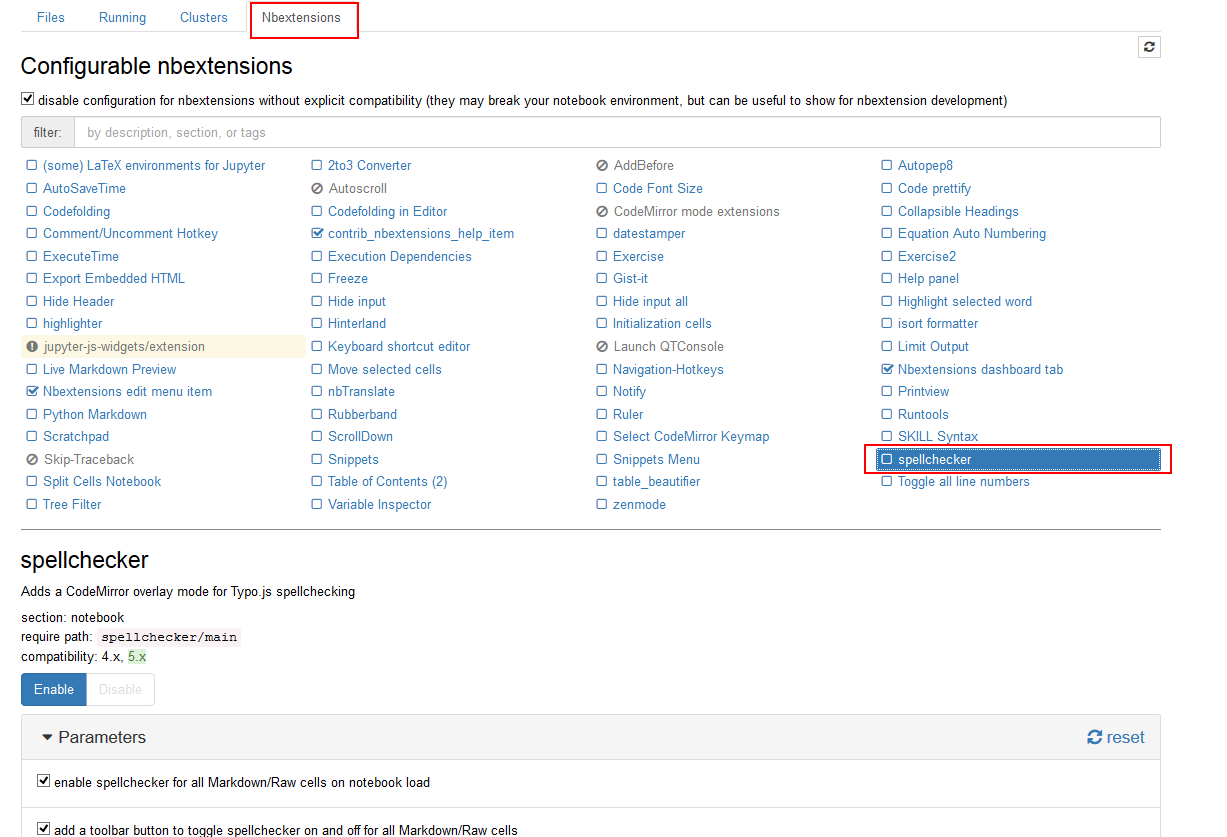 Files Running Clusters Nbextensions
Configurable nbextensions
disable configuration for nbextensions without explicit compatibility (they may break your notebook environment, but can be useful to show for nbextension development)
filter: by description, section, or tags
(some) LaTeX environments for Jupyter 2to3 Converter AddBefore Autopep8
AutoSaveTime Autoscroll Code Font Size Code prettify
Codefolding Codefolding in Editor CodeMirror mode extensions Collapsible Headings
Comment/Uncomment Hotkey contrib_nbextensions_help_item datestamper Equation Auto Numbering
ExecuteTime Execution Dependencies Exercise Exercise2
Export Embedded HTML Freeze Gist-it Help panel
Hide Header Hide input Hide input all Highlight selected word
highlighter Hinterland Initialization cells isort formatter
jupyter-js-widgets/extension Keyboard shortcut editor Launch QTConsole Limit Output
Live Markdown Preview Move selected cells Navigation-Hotkeys Nbextensions dashboard tab
Nbextensions edit menu item nbTranslate Notify Printview
Python Markdown Rubberband Ruler Runtools
Scratchpad ScrollDown Select CodeMirror Keymap SKILL Syntax
Skip-Traceback Snippets Snippets Menu spellchecker
Split Cells Notebook Table of Contents (2) table_beautifier Toggle all line numbers
Tree Filter Variable Inspector zenmode
spellchecker
Adds a CodeMirror overlay mode for Typo.js spellchecking
section: notebook
require path: spellchecker/main
compatibility: 4.x, 5.x
Enable Disable
Parameters reset
enable spellchecker for all Markdown/Raw cells on notebook load
add a toolbar button to toggle spellchecker on and off for all Markdown/Raw cells